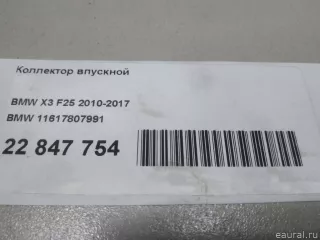 Коллектор впускной
BMW X3 F25 2010-2017
BMW 11617807991
22 847 754
eaural.ru